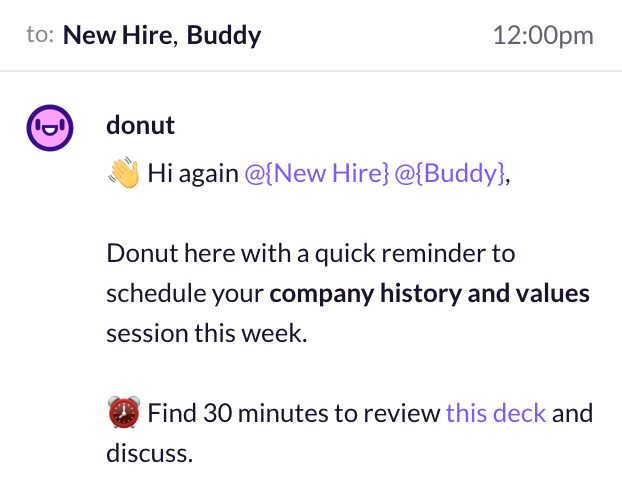 to: New Hire, Buddy 12:00pm
donut
👋 Hi again @{New Hire} @{Buddy},
Donut here with a quick reminder to
schedule your company history and values
session this week.
⏰ Find 30 minutes to review this deck and
discuss.